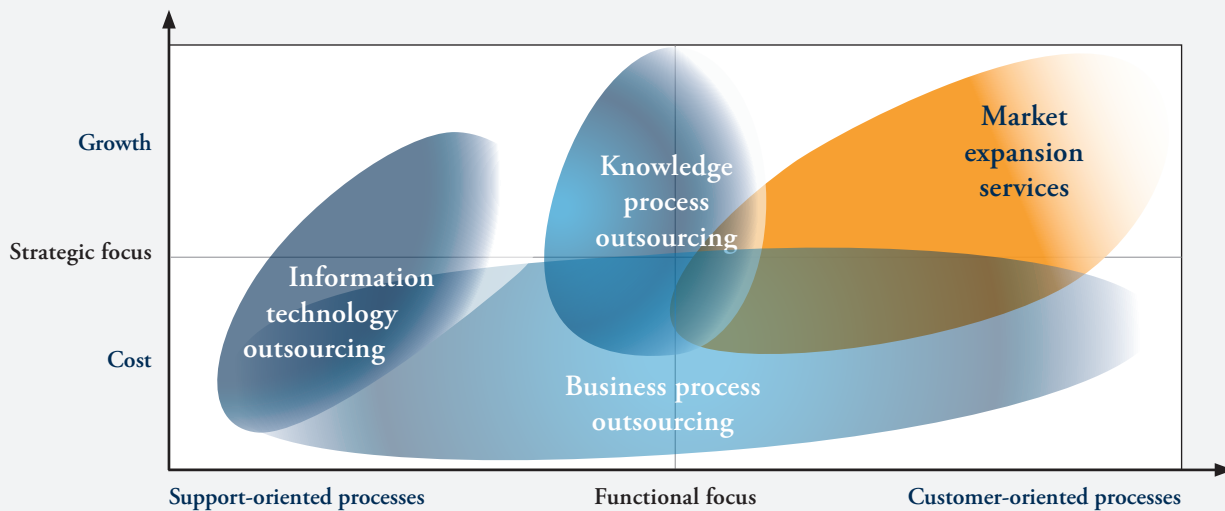 Growth
Strategic focus
Cost
Knowledge
process
outsourcing
Market
expansion
services
Information
technology
outsourcing
Business process
outsourcing
Support-oriented processes
Functional focus
Customer-oriented processes